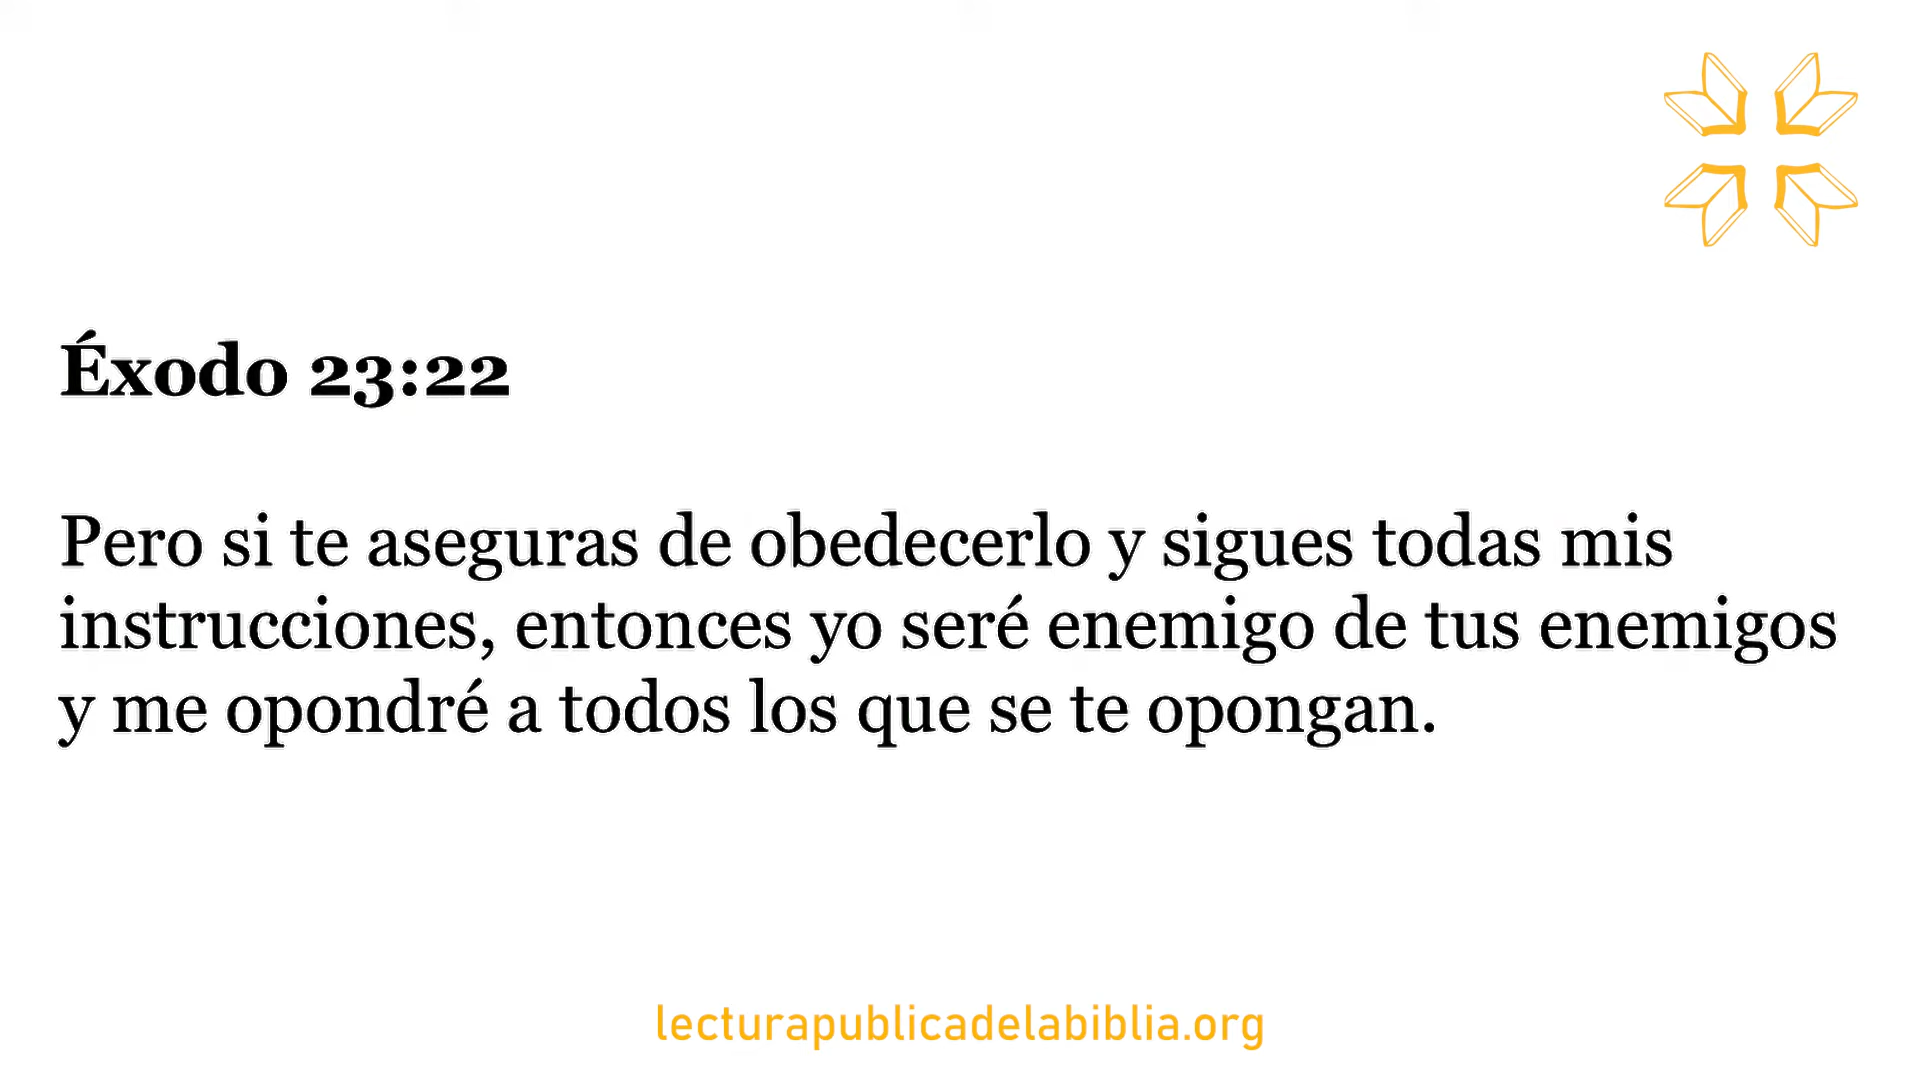 Éxodo 23:22
Pero si te aseguras de obedecerlo y sigues todas mis
instrucciones, entonces yo seré enemigo de tus enemigos
y me opondré a todos los que se te opongan.
lecturapublicadelabiblia.org